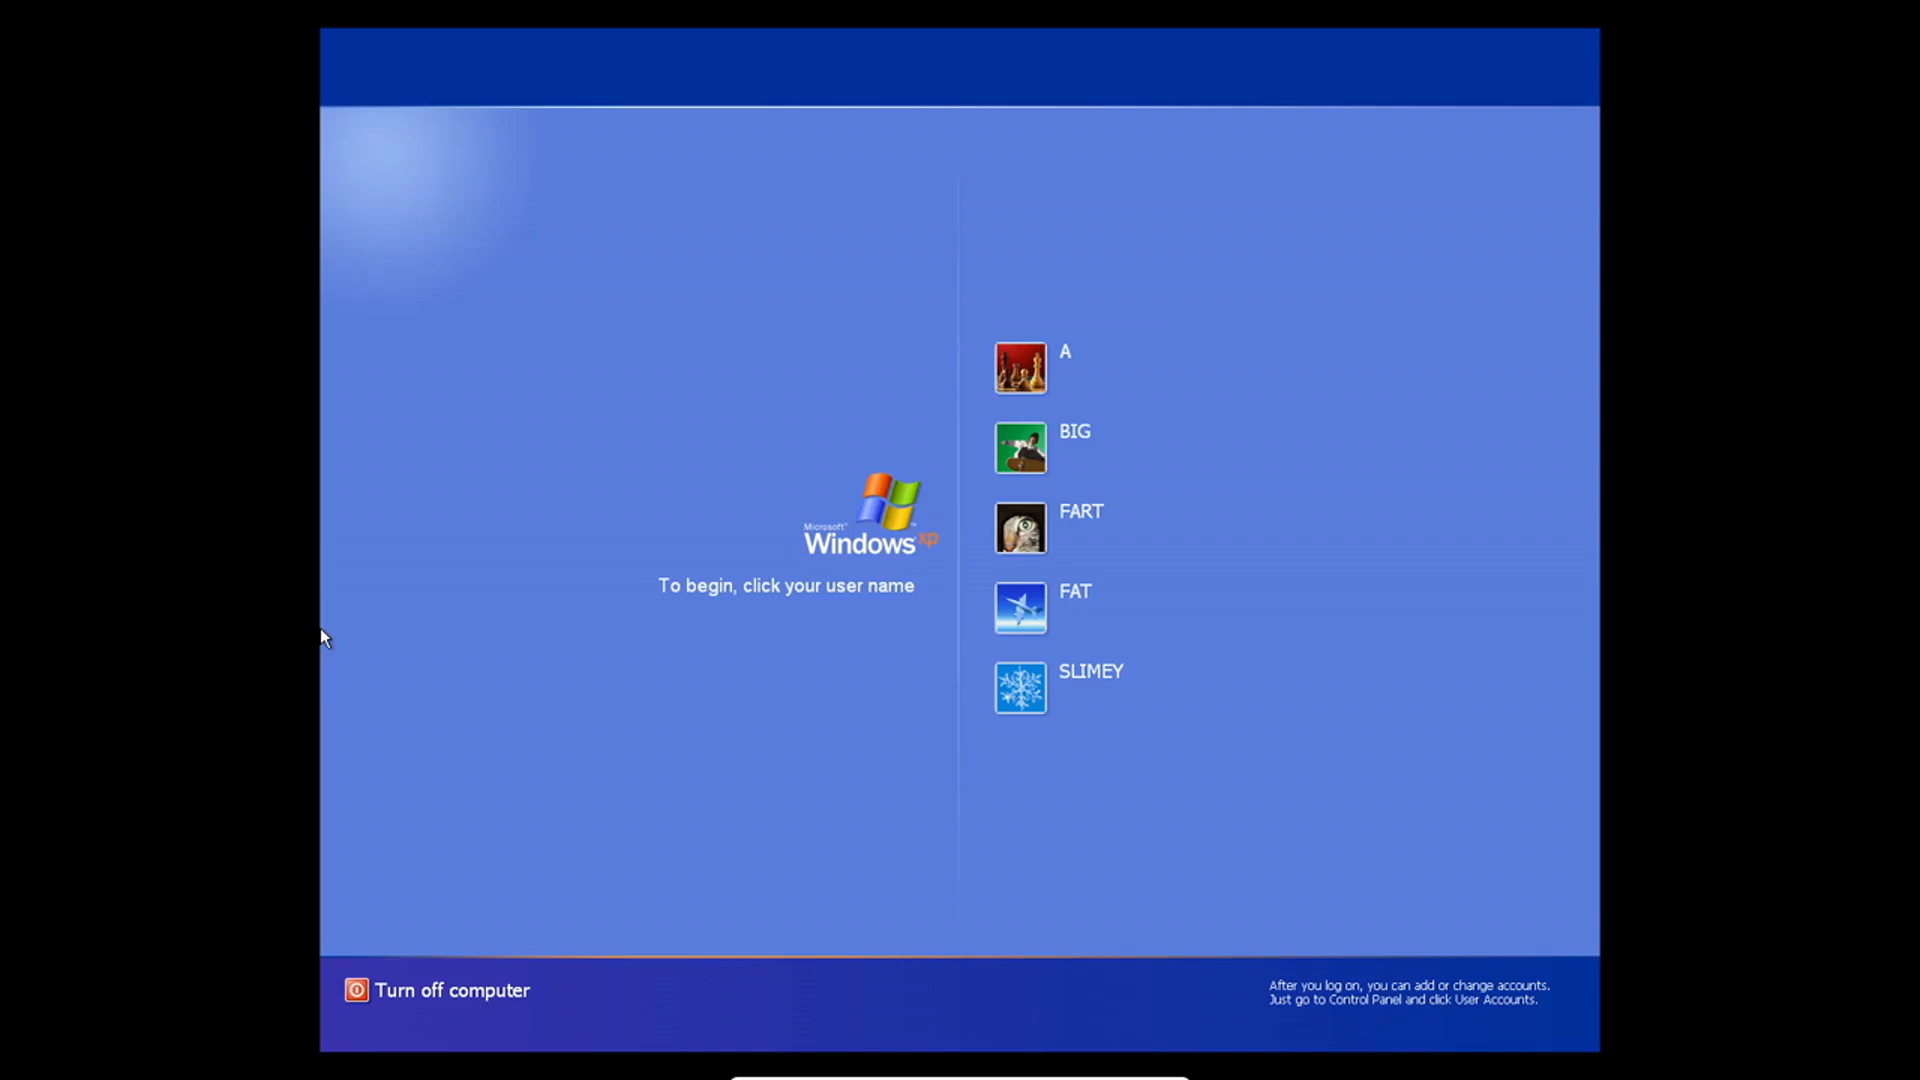 Microsoft®
Windows xp
To begin, click your user name
A
BIG
FART
FAT
SLIMEY
Turn off computer
After you log on, you can add or change accounts.
Just go to Control Panel and click User Accounts.